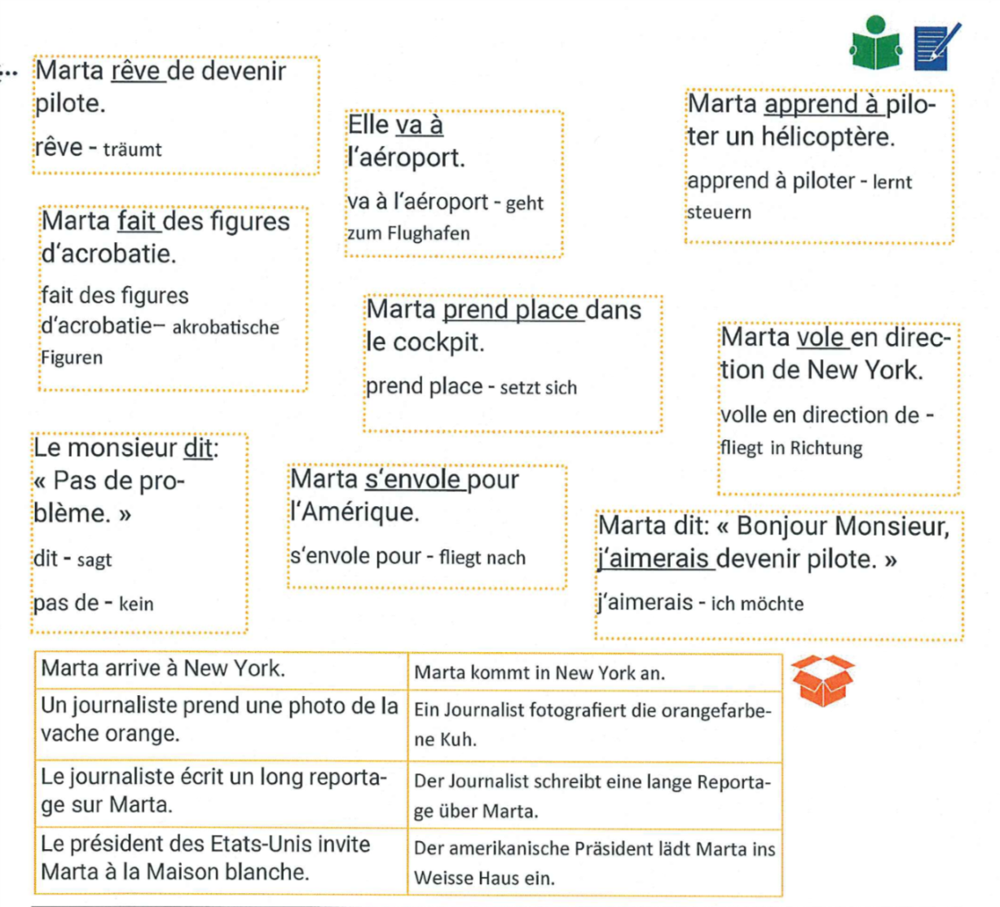 Marta rêve de devenir
pilote.
rêve - träumt
Elle va à
l'aéroport.
va à l'aéroport - geht
zum Flughafen
Marta apprend à pilo-
ter un hélicoptère.
apprend à piloter - lernt
steuern
Marta fait des figures
d'acrobatie.
fait des figures
d'acrobatie– akrobatische
Figuren
Marta prend place dans
le cockpit.
prend place - setzt sich
Marta vole en direc-
tion de New York.
volle en direction de -
fliegt in Richtung
Le monsieur dit:
« Pas de pro-
blème. »
dit - sagt
pas de - kein
Marta s'envole pour
l'Amérique.
s'envole pour - fliegt nach
Marta dit: « Bonjour Monsieur,
j'aimerais devenir pilote. »
j'aimerais - ich möchte
Marta arrive à New York.
Marta kommt in New York an.
Un journaliste prend une photo de la
vache orange.
Ein Journalist fotografiert die orangefarbe-
ne Kuh.
Le journaliste écrit un long reporta-
ge sur Marta.
Der Journalist schreibt eine lange Reporta-
ge über Marta.
Le président des Etats-Unis invite
Marta à la Maison blanche.
Der amerikanische Präsident lädt Marta ins
Weisse Haus ein.